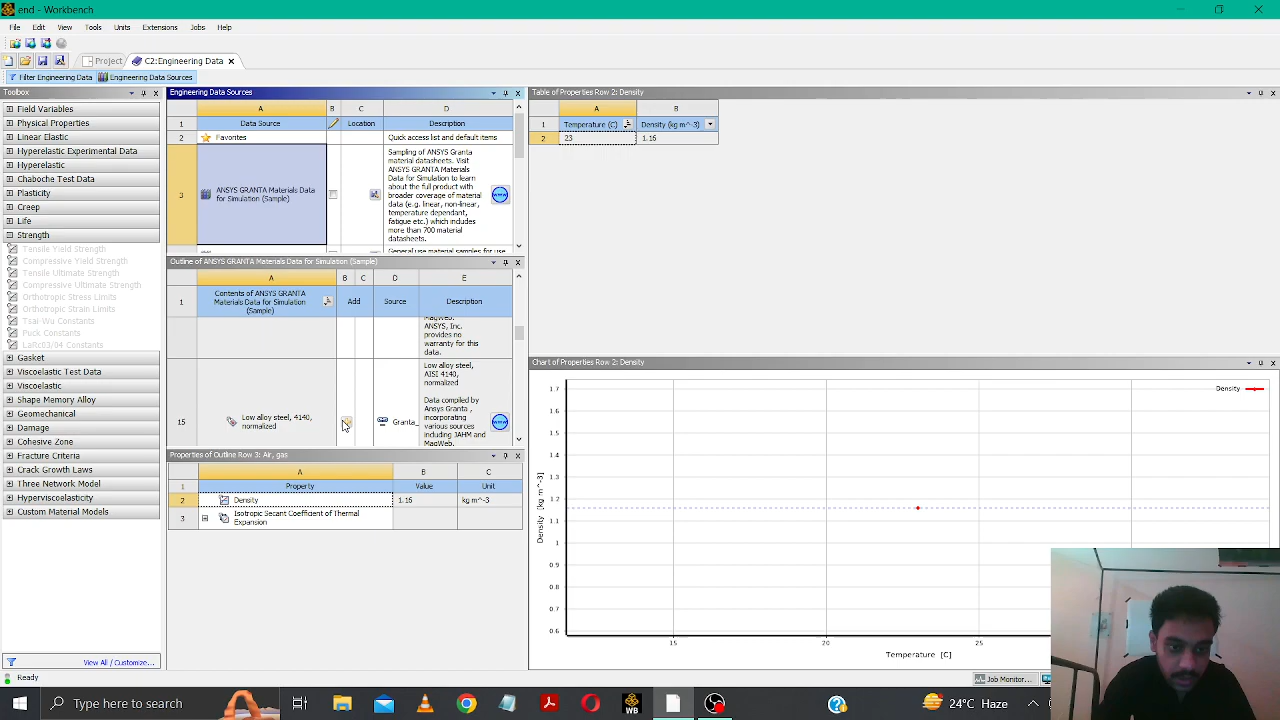 end - Workbench
File Edit View Tools Units Extensions Jobs Help
Project C2:Engineering Data
Filter Engineering Data Engineering Data Sources
Toolbox
Field Variables
Physical Properties
Linear Elastic
Hyperelastic Experimental Data
Hyperelastic
Chaboche Test Data
Plasticity
Creep
Life
Strength
Tensile Yield Strength
Compressive Yield Strength
Tensile Ultimate Strength
Compressive Ultimate Strength
Orthotropic Stress Limits
Orthotropic Strain Limits
Tsai-Wu Constants
Puck Constants
LaRc03/04 Constants
Gasket
Viscoelastic Test Data
Viscoelastic
Shape Memory Alloy
Geomechanical
Damage
Cohesive Zone
Fracture Criteria
Crack Growth Laws
Three Network Model
Hyperviscoelasticity
Custom Material Models
View All / Customize...
Engineering Data Sources
A B C D
1 Data Source Location Description
2 Favorites Quick access list and default items
3 ANSYS GRANTA Materials Data
for Simulation (Sample)
Sampling of ANSYS Granta
material datasheets. Visit
ANSYS GRANTA Materials
Data for Simulation to learn
about the full product with
broader coverage of material
data (e.g. linear, non-linear,
temperature dependant,
fatigue etc.) which includes
more than 700 material
datasheets.
General use material samples for use
Outline of ANSYS GRANTA Materials Data for Simulation (Sample)
A B C D E
1 Contents of ANSYS GRANTA
Materials Data for Simulation
(Sample)
Add Source Description
MagWeb.
ANSYS, Inc.
provides no
warranty for this
data.
15 Low alloy steel, 4140,
normalized
Granta_
Low alloy steel,
AISI 4140,
normalized
Data compiled by
Ansys Granta ,
incorporating
various sources
including JAHM and
MagWeb.
Properties of Outline Row 3: Air, gas
A B C
1 Property Value Unit
2 Density 1.16 kg m^-3
3 Isotropic Secant Coefficient of Thermal
Expansion
Table of Properties Row 2: Density
A B
1 Temperature (C) Density (kg m^-3)
2 23 1.16
Chart of Properties Row 2: Density
Density
1.7
1.6
1.5
1.4
1.3
1.2
1.1
1
0.9
0.8
0.7
0.6
Density [kg m^-3]
15 20 25
Temperature [C]
Ready
Job Monitor...
Type here to search
WB
24°C Haze